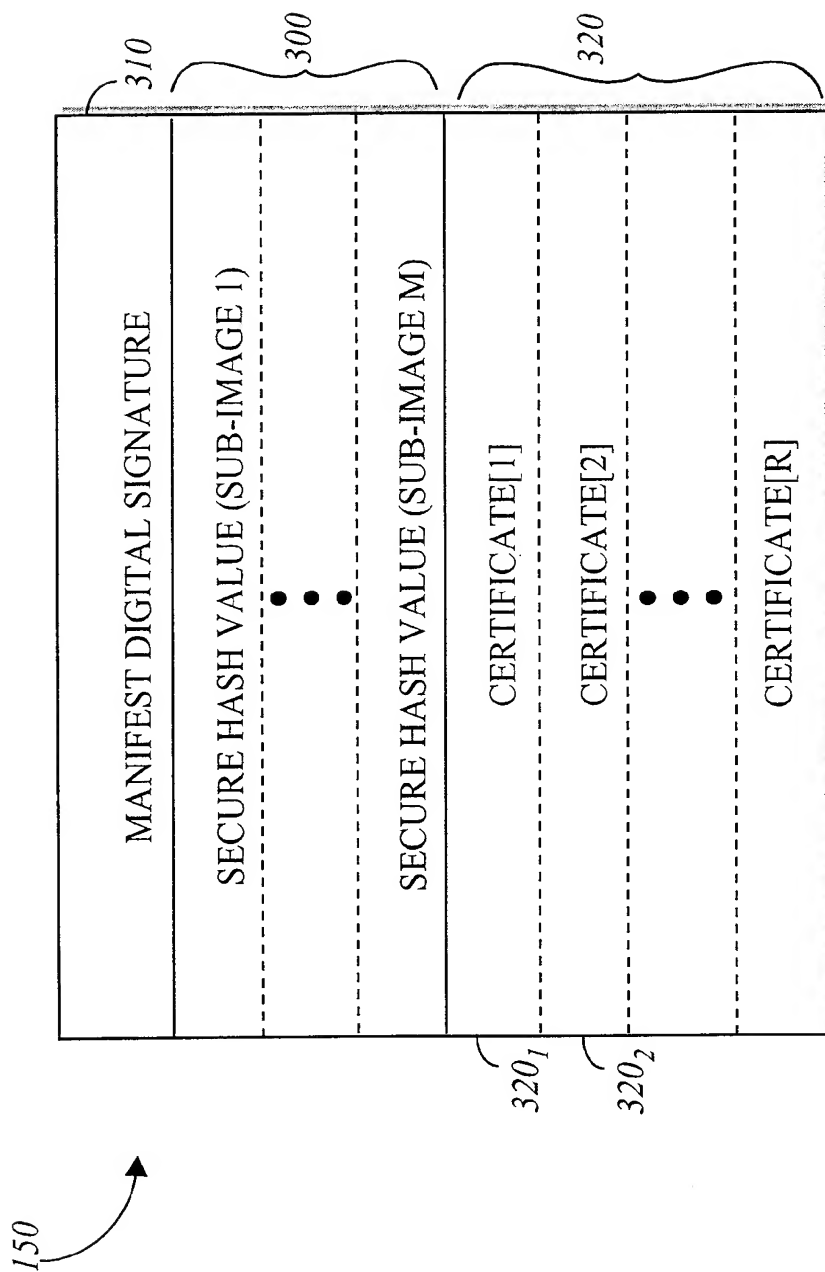 150
310
MANIFEST DIGITAL SIGNATURE
300
SECURE HASH VALUE (SUB-IMAGE 1)
SECURE HASH VALUE (SUB-IMAGE M)
320
320₁
CERTIFICATE[1]
320₂
CERTIFICATE[2]
CERTIFICATE[R]